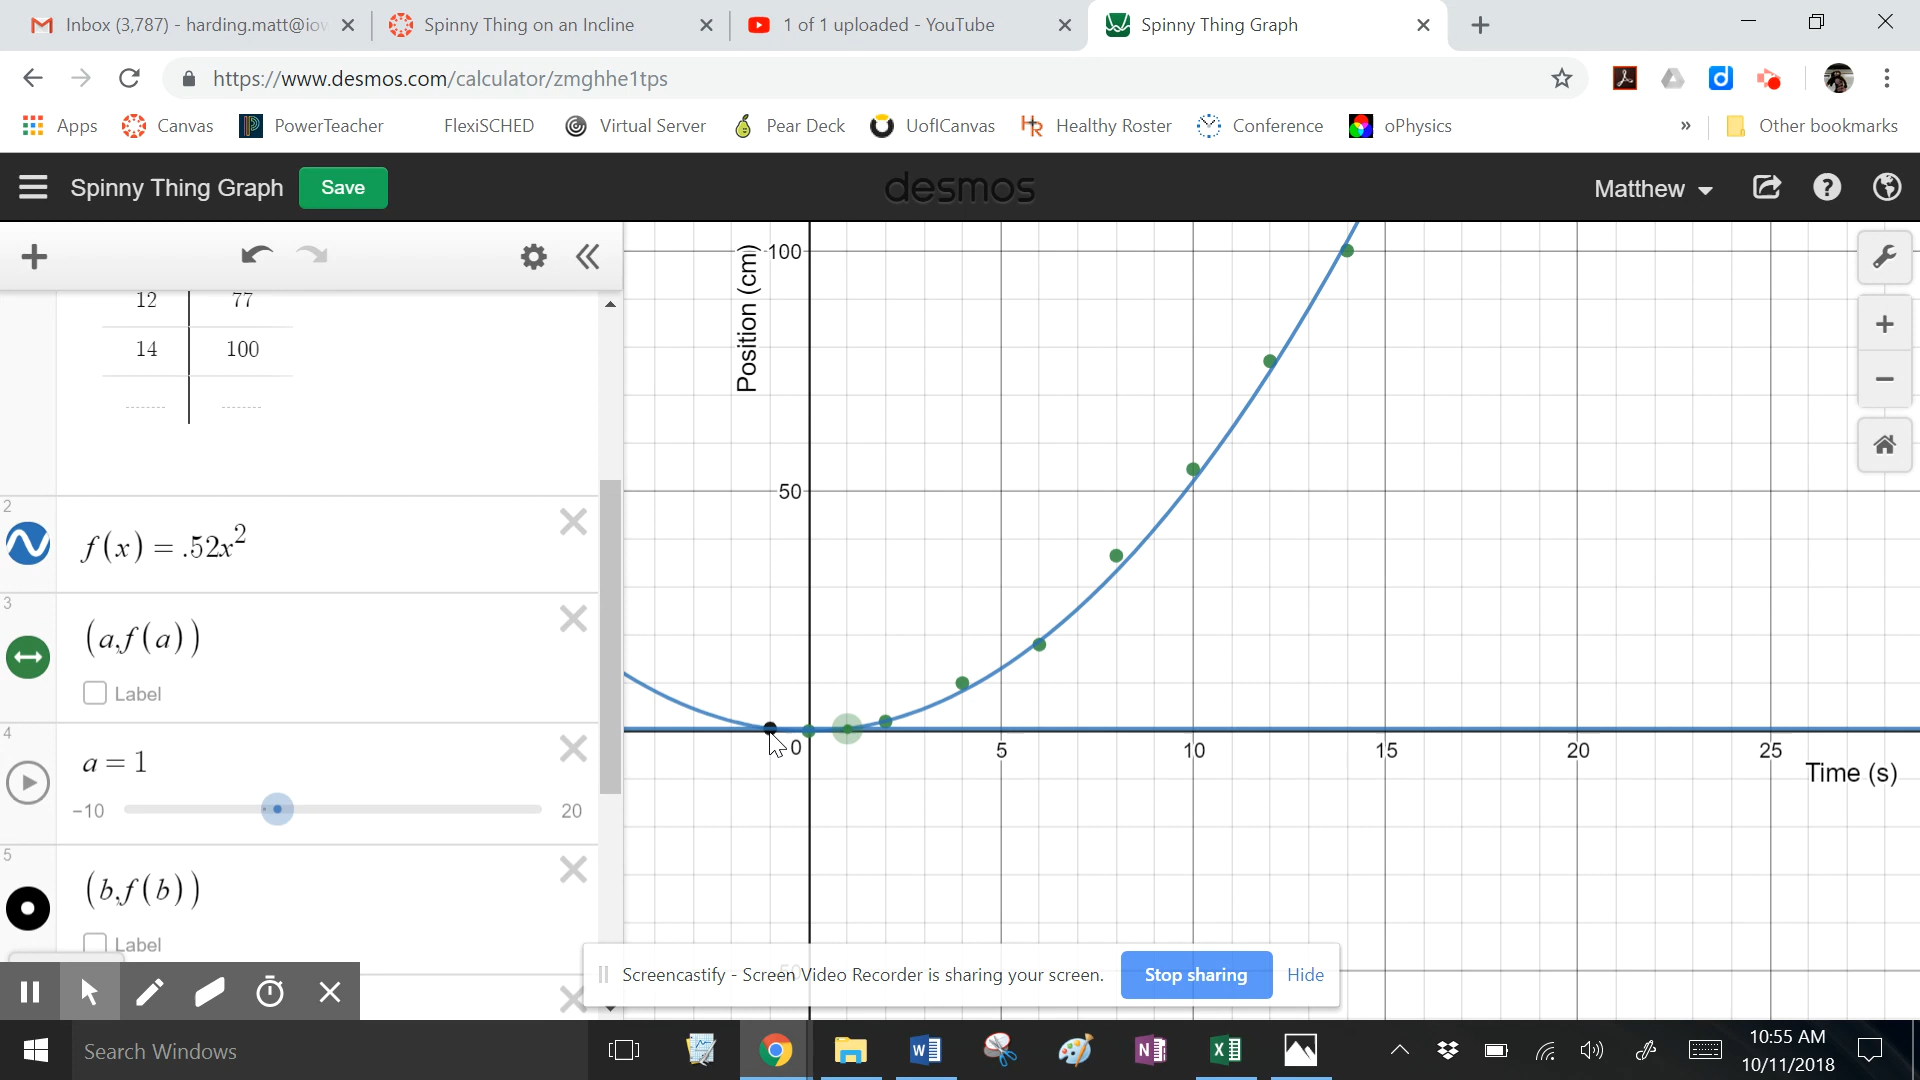 Inbox (3,787) - harding.matt@iow
Spinny Thing on an Incline
1 of 1 uploaded - YouTube
Spinny Thing Graph
https://www.desmos.com/calculator/zmghhe1tps
Apps
Canvas
PowerTeacher
FlexiSCHED
Virtual Server
Pear Deck
UofICanvas
Healthy Roster
Conference
oPhysics
»
Other bookmarks
Spinny Thing Graph
Save
desmos
Matthew
12 77
14 100
2
f(x) = .52x²
3
(a,f(a))
Label
4
a = 1
-10
20
5
(b,f(b))
Label
Position (cm)
100
50
0
5
10
15
20
25
Time (s)
Screencastify - Screen Video Recorder is sharing your screen.
Stop sharing
Hide
Search Windows
10:55 AM
10/11/2018